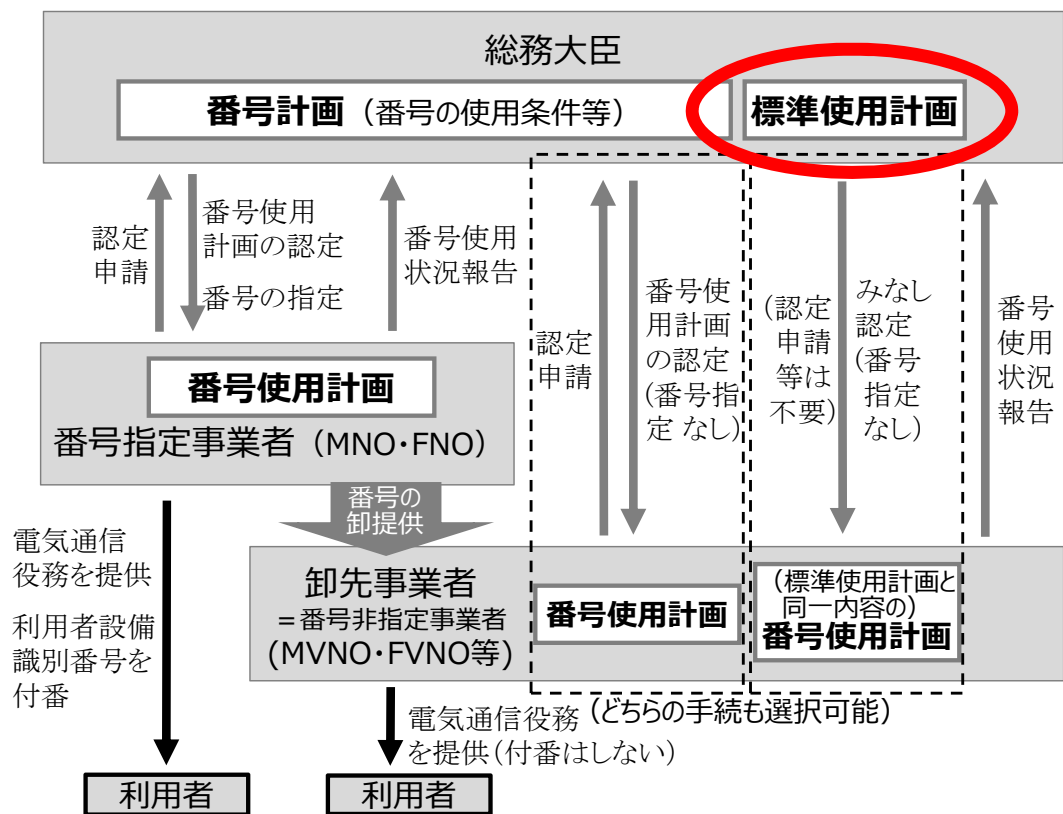 総務大臣
番号計画（番号の使用条件等）
標準使用計画
認定
申請
番号使用
計画の認定
番号の指定
番号使用
状況報告
認定
申請
番号使
用計画
の認定
(番号指
定 なし)
(認定
申請
等は
不要)
みなし
認定
(番号
指定
なし)
番号
使用
状況
報告
番号使用計画
番号指定事業者（MNO・FNO）
番号の
卸提供
電気通信
役務を提供
利用者設備
識別番号を
付番
卸先事業者
＝番号非指定事業者
(MVNO・FVNO等)
番号使用計画
（標準使用計画と
同一内容の）
番号使用計画
電気通信役務
を提供（付番はしない）
（どちらの手続も選択可能）
利用者
利用者